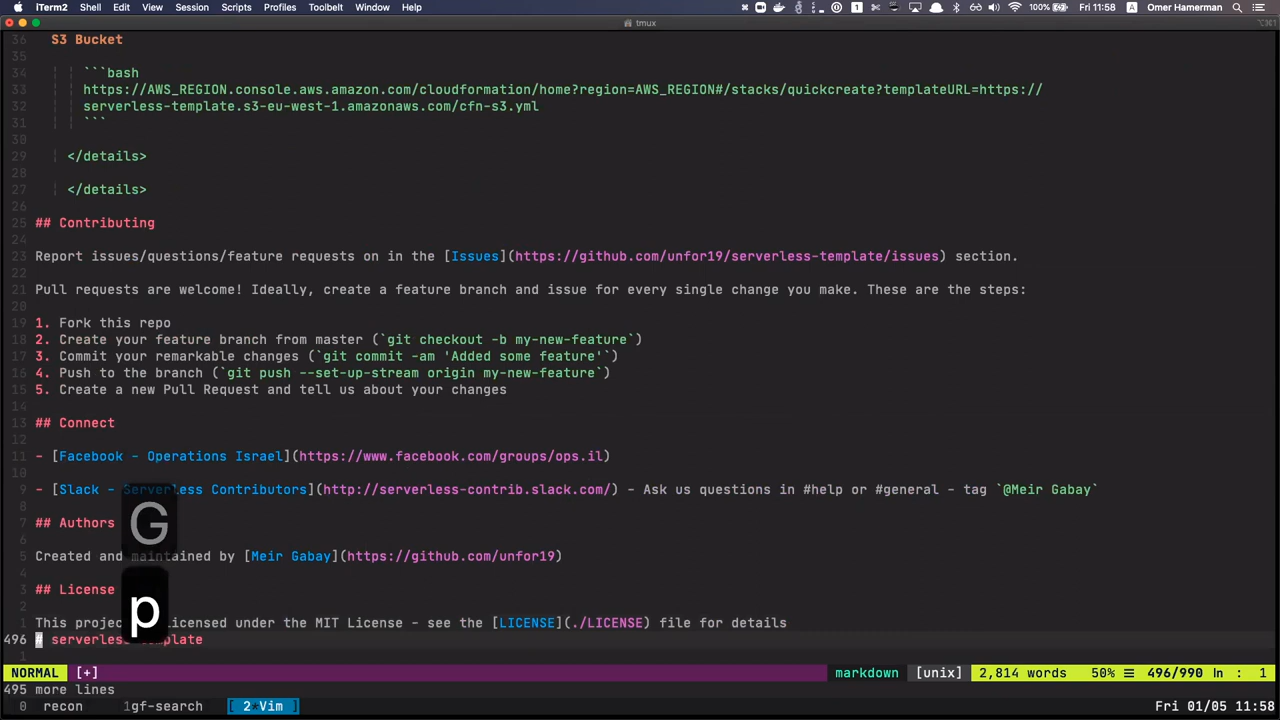 iTerm2 Shell Edit View Session Scripts Profiles Toolbelt Window Help 1 100% Fri 11:58 Omer Hamerman
tmux ⌥⌘1
36 S3 Bucket
35
34 ```bash
33 https://AWS_REGION.console.aws.amazon.com/cloudformation/home?region=AWS_REGION#/stacks/quickcreate?templateURL=https://
32 serverless-template.s3-eu-west-1.amazonaws.com/cfn-s3.yml
31 ```
30
29 </details>
28
27 </details>
26
25 ## Contributing
24
23 Report issues/questions/feature requests on in the [Issues](https://github.com/unfor19/serverless-template/issues) section.
22
21 Pull requests are welcome! Ideally, create a feature branch and issue for every single change you make. These are the steps:
20
19 1. Fork this repo
18 2. Create your feature branch from master (`git checkout -b my-new-feature`)
17 3. Commit your remarkable changes (`git commit -am 'Added some feature'`)
16 4. Push to the branch (`git push --set-up-stream origin my-new-feature`)
15 5. Create a new Pull Request and tell us about your changes
14
13 ## Connect
12
11 - [Facebook - Operations Israel](https://www.facebook.com/groups/ops.il)
10
9 - [Slack - Serverless Contributors](http://serverless-contrib.slack.com/) - Ask us questions in #help or #general - tag `@Meir Gabay`
8
7 ## Authors
6
5 Created and maintained by [Meir Gabay](https://github.com/unfor19)
4
3 ## License
2
1 This project licensed under the MIT License - see the [LICENSE](./LICENSE) file for details
496 # serverless-template
1
G
p
NORMAL [+] markdown [unix] 2,814 words 50% ☰ 496/990 ln : 1
495 more lines
0 recon 1gf-search 2*Vim Fri 01/05 11:58